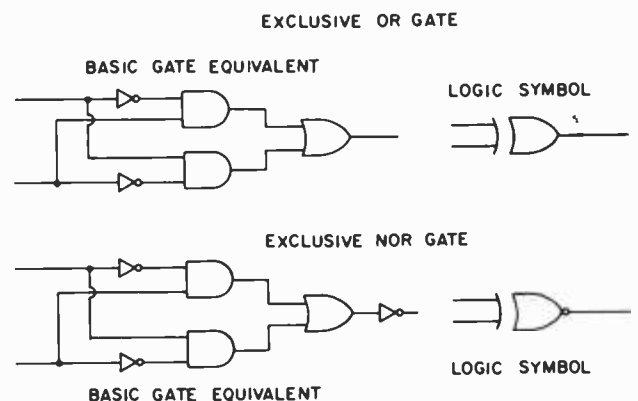 EXCLUSIVE OR GATE
BASIC GATE EQUIVALENT
LOGIC SYMBOL
EXCLUSIVE NOR GATE
LOGIC SYMBOL
BASIC GATE EQUIVALENT